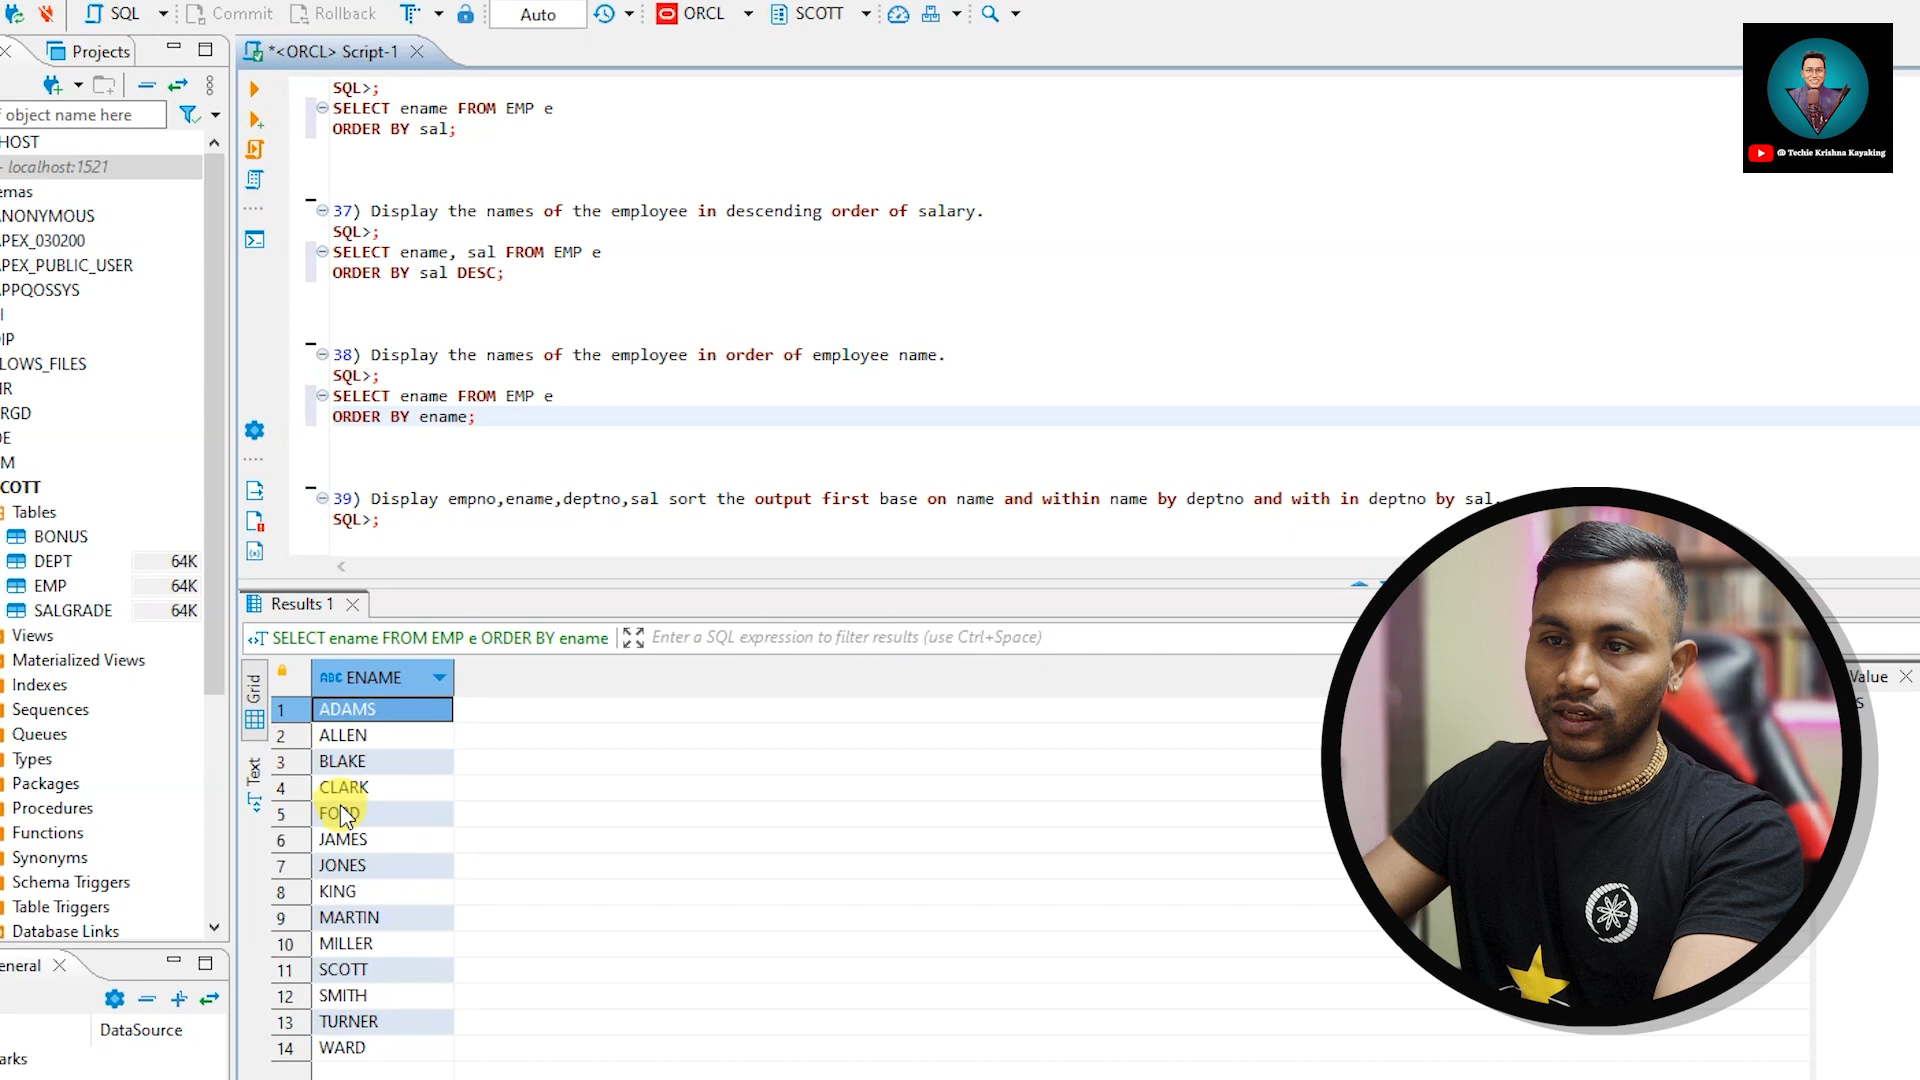 SQL
Commit
Rollback
Auto
ORCL
SCOTT
Projects
*<ORCL> Script-1
object name here
HOST
- localhost:1521
emas
ANONYMOUS
APEX_030200
APEX_PUBLIC_USER
APPQOSSYS
DIP
LOWS_FILES
HR
RGD
DE
M
COTT
Tables
BONUS
DEPT 64K
EMP 64K
SALGRADE 64K
Views
Materialized Views
Indexes
Sequences
Queues
Types
Packages
Procedures
Functions
Synonyms
Schema Triggers
Table Triggers
Database Links
eneral
DataSource
arks
SQL>;
SELECT ename FROM EMP e
ORDER BY sal;
37) Display the names of the employee in descending order of salary.
SQL>;
SELECT ename, sal FROM EMP e
ORDER BY sal DESC;
38) Display the names of the employee in order of employee name.
SQL>;
SELECT ename FROM EMP e
ORDER BY ename;
39) Display empno,ename,deptno,sal sort the output first base on name and within name by deptno and with in deptno by sal.
SQL>;
Results 1
SELECT ename FROM EMP e ORDER BY ename
Enter a SQL expression to filter results (use Ctrl+Space)
Grid
Text
ABC ENAME
1 ADAMS
2 ALLEN
3 BLAKE
4 CLARK
5 FORD
6 JAMES
7 JONES
8 KING
9 MARTIN
10 MILLER
11 SCOTT
12 SMITH
13 TURNER
14 WARD
Value
S
@ Techie Krishna Kayaking